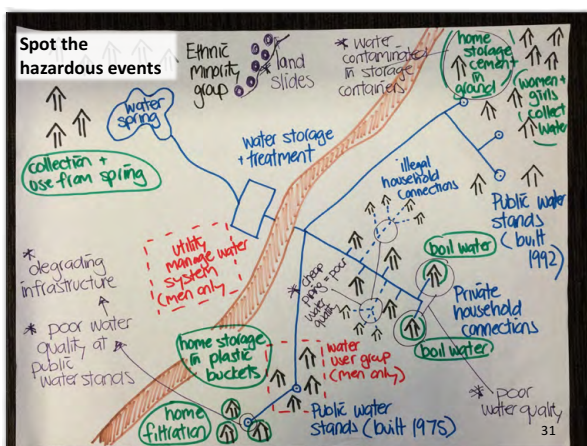 Spot the
hazardous events
Ethnic
minority
group
* land
slides
* water
contaminated
in storage
containers
home
storage
cement
in
ground
women +
girls
collect
water
water
spring
collection +
use from spring
water storage
+ treatment
illegal
household
connections
Public water
stands
(built
1992)
utility
manage water
system
(men only)
* degrading
infrastructure
* cheap
piping = poor
water quality
boil water
Private
household
connections
boil water
* poor
water quality
* poor water
quality at
public
water stands
home storage
in plastic
buckets
water
user group
(men only)
home
filtration
Public water
stands (built 1975)
31